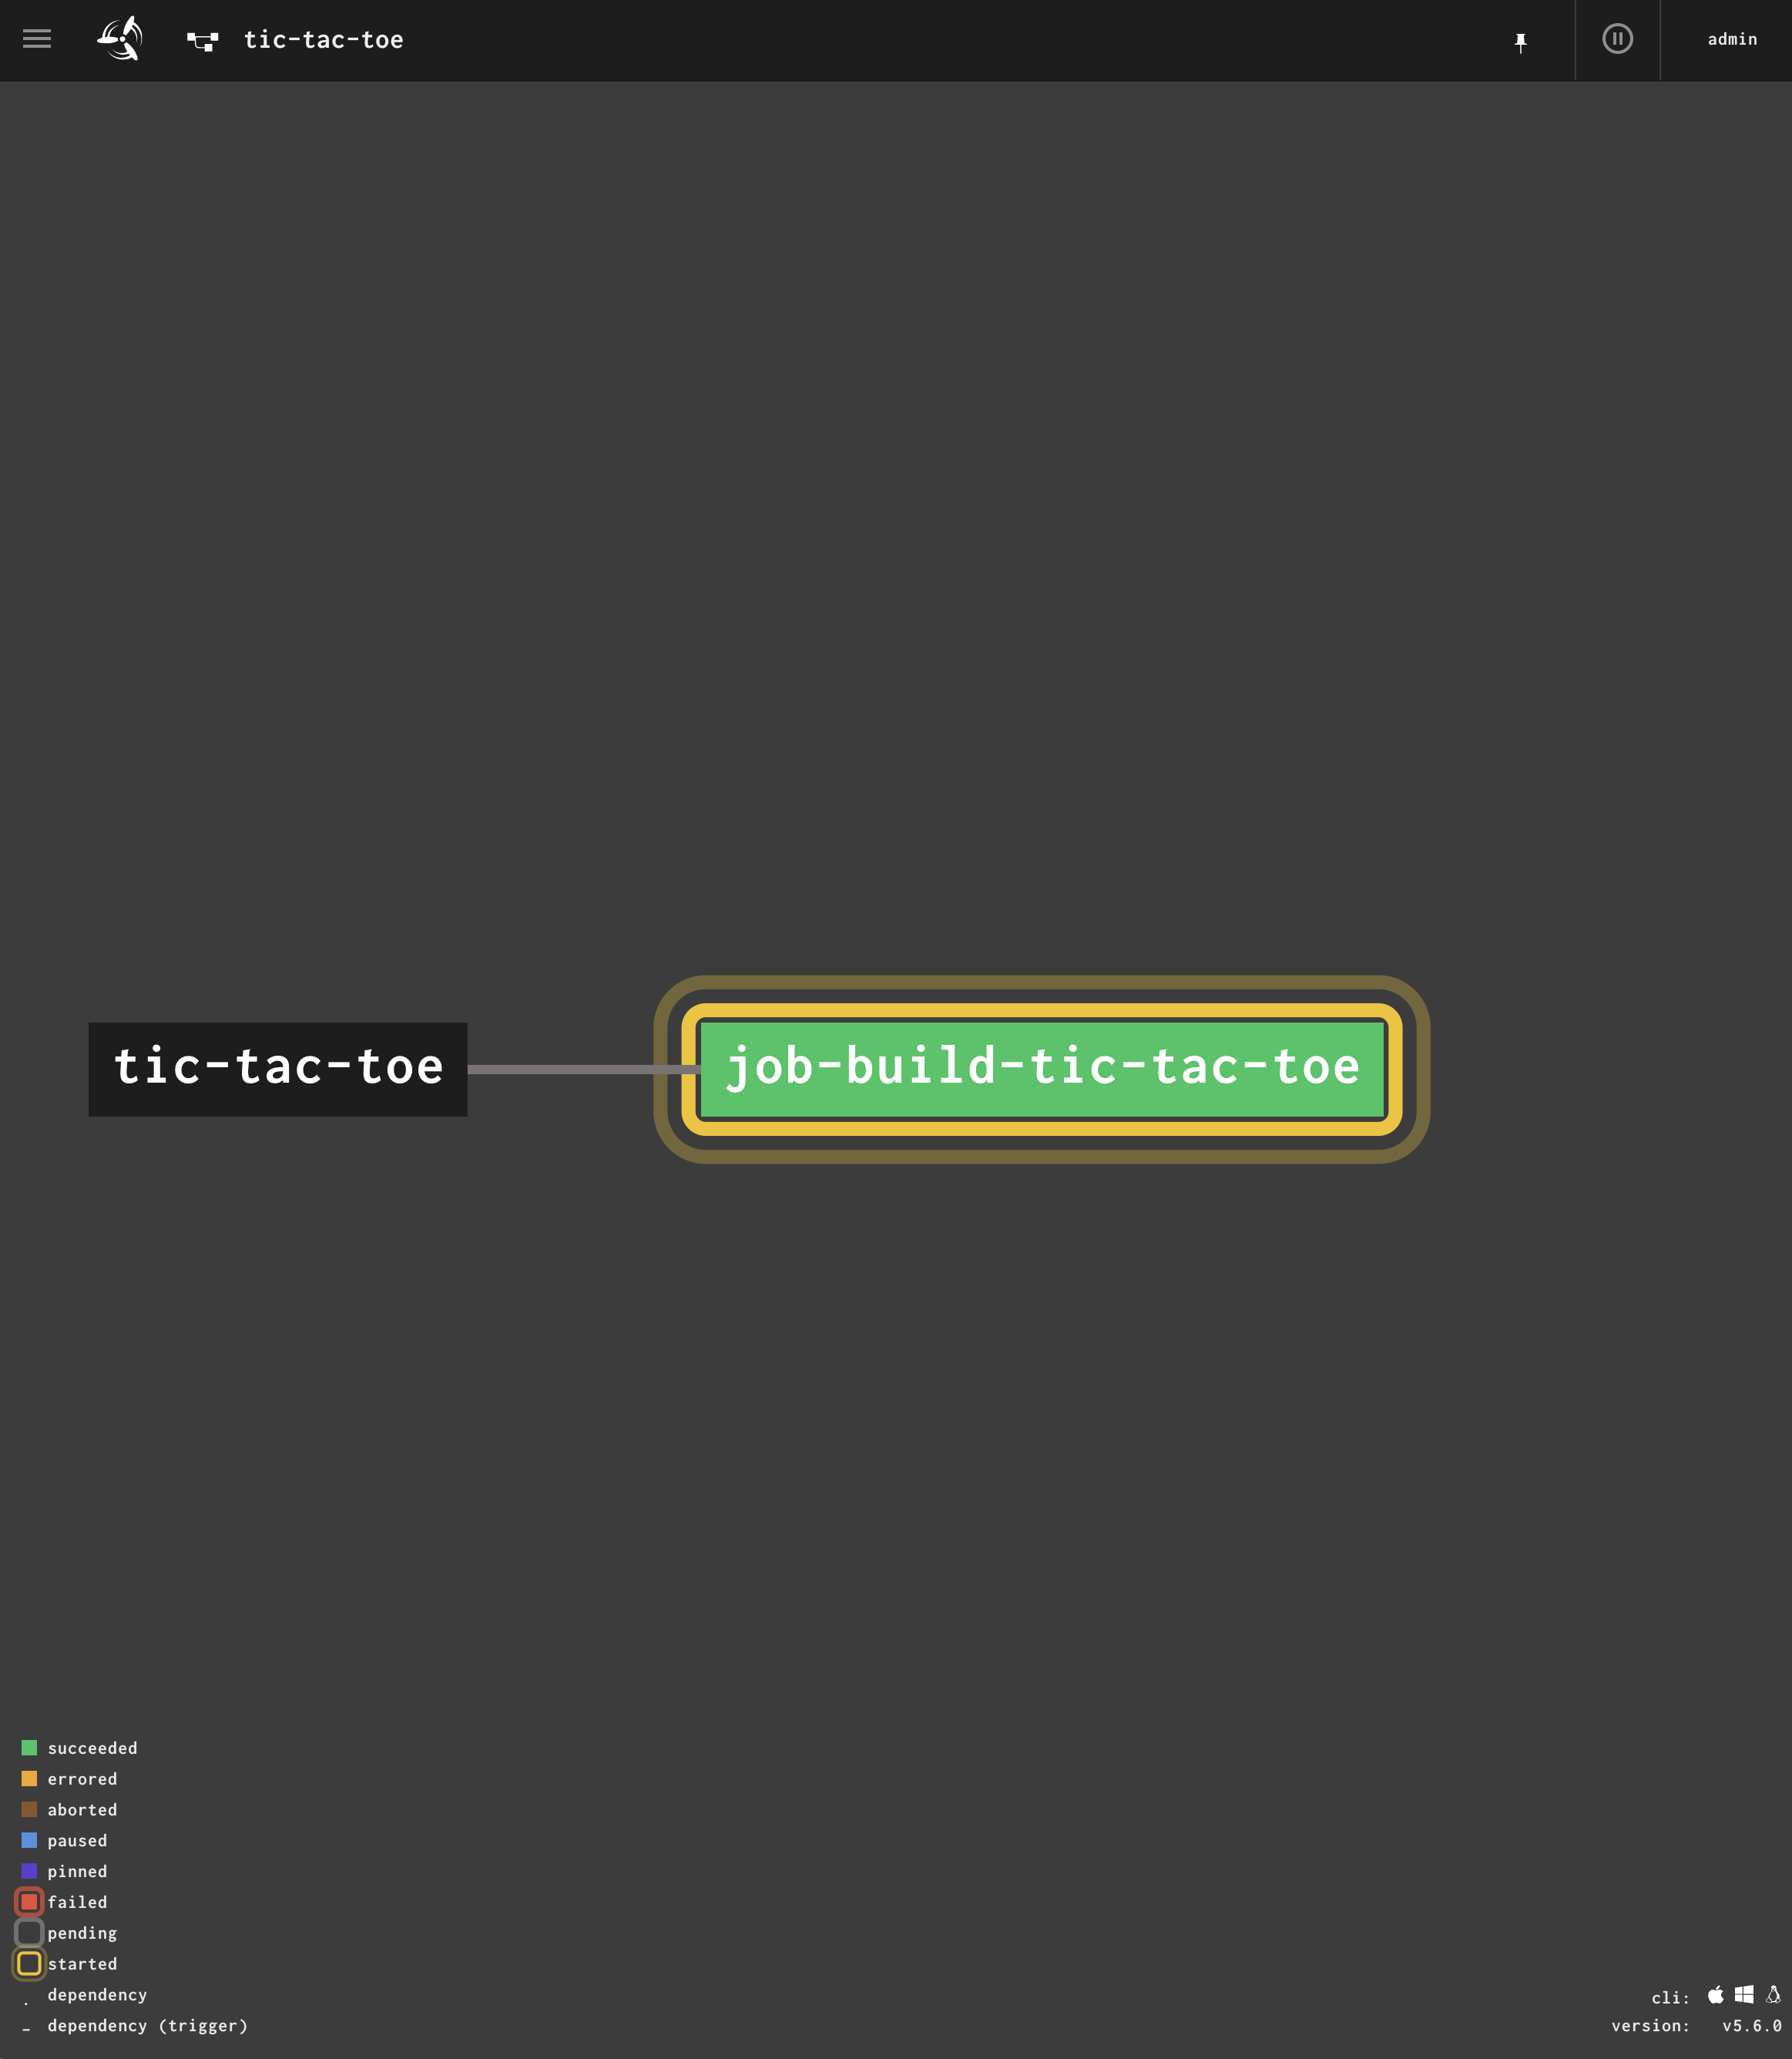 tic-tac-toe
admin
tic-tac-toe
job-build-tic-tac-toe
succeeded
errored
aborted
paused
pinned
failed
pending
started
dependency
dependency (trigger)
cli:
version: v5.6.0